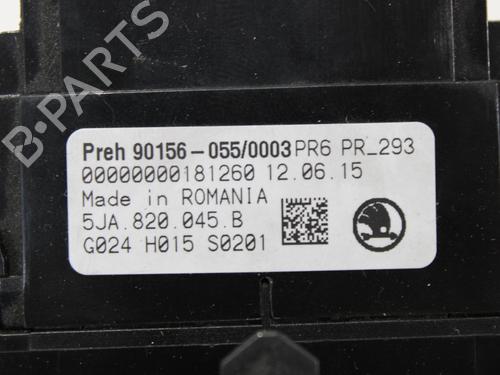 B-PARTS
Preh 90156-055/0003 PR6 PR_293
00000000181260 12.06.15
Made in ROMANIA
5JA.820.045.B
G024 H015 S0201